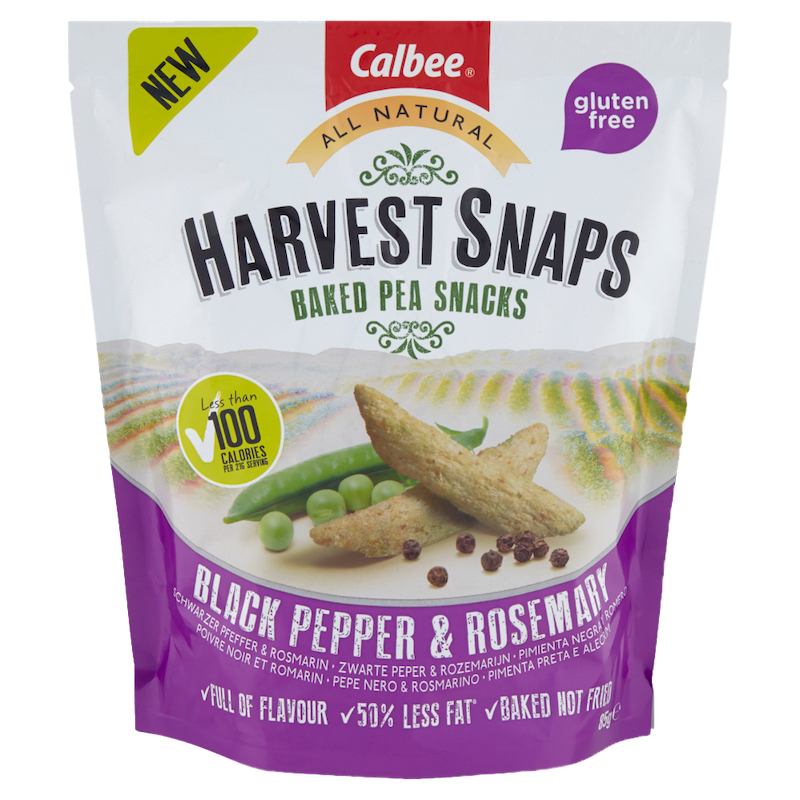 NEW
Calbee®
ALL NATURAL
gluten
free
HARVEST SNAPS
BAKED PEA SNACKS
Less than
100
CALORIES
PER 21G SERVING
BLACK PEPPER & ROSEMARY
SCHWARZER PFEFFER & ROSMARIN · ZWARTE PEPER & ROZEMARIJN · PIMIENTA NEGRA Y ROMERO
POIVRE NOIR ET ROMARIN · PEPE NERO & ROSMARINO · PIMENTA PRETA E ALECRIM
✓FULL OF FLAVOUR ✓50% LESS FAT* ✓BAKED NOT FRIED
85g℮